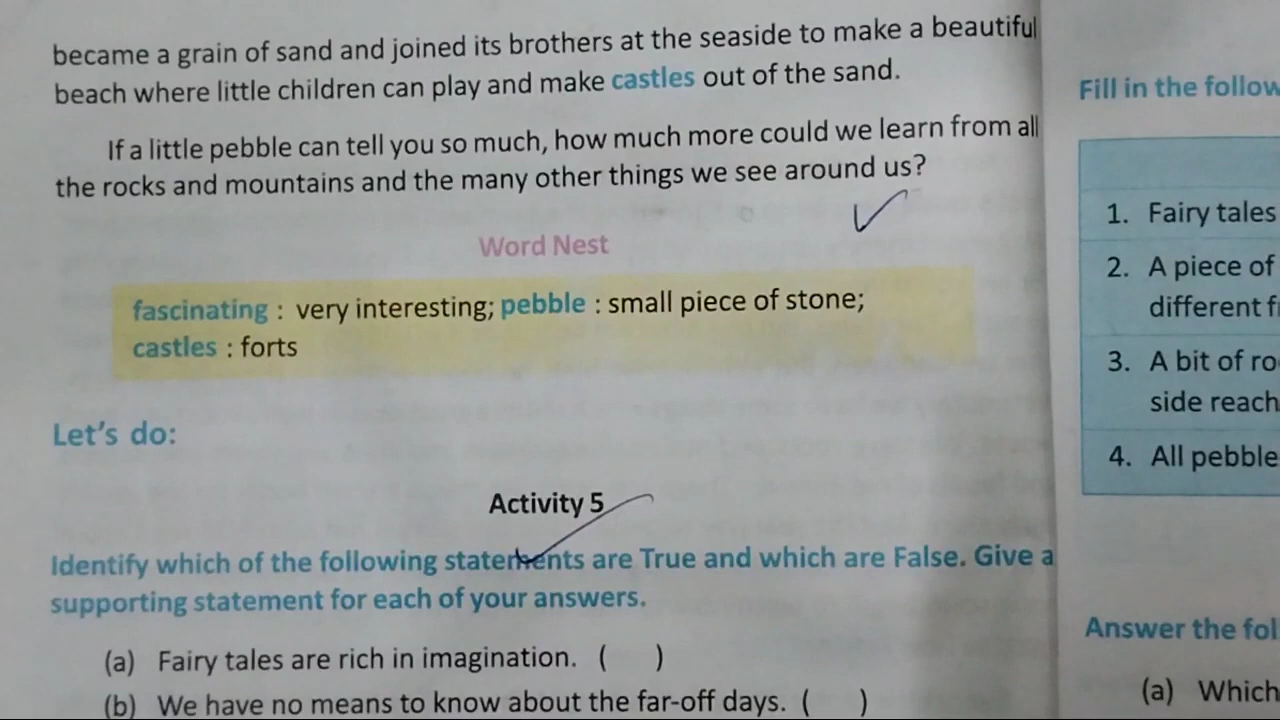 became a grain of sand and joined its brothers at the seaside to make a beautiful
beach where little children can play and make castles out of the sand.
If a little pebble can tell you so much, how much more could we learn from all
the rocks and mountains and the many other things we see around us?
Word Nest
fascinating : very interesting; pebble : small piece of stone;
castles : forts
Let's do:
Activity 5
Identify which of the following statements are True and which are False. Give a
supporting statement for each of your answers.
(a) Fairy tales are rich in imagination. ( )
(b) We have no means to know about the far-off days. ( )
Fill in the follow
1. Fairy tales
2. A piece of
different f
3. A bit of ro
side reach
4. All pebble
Answer the fol
(a) Which